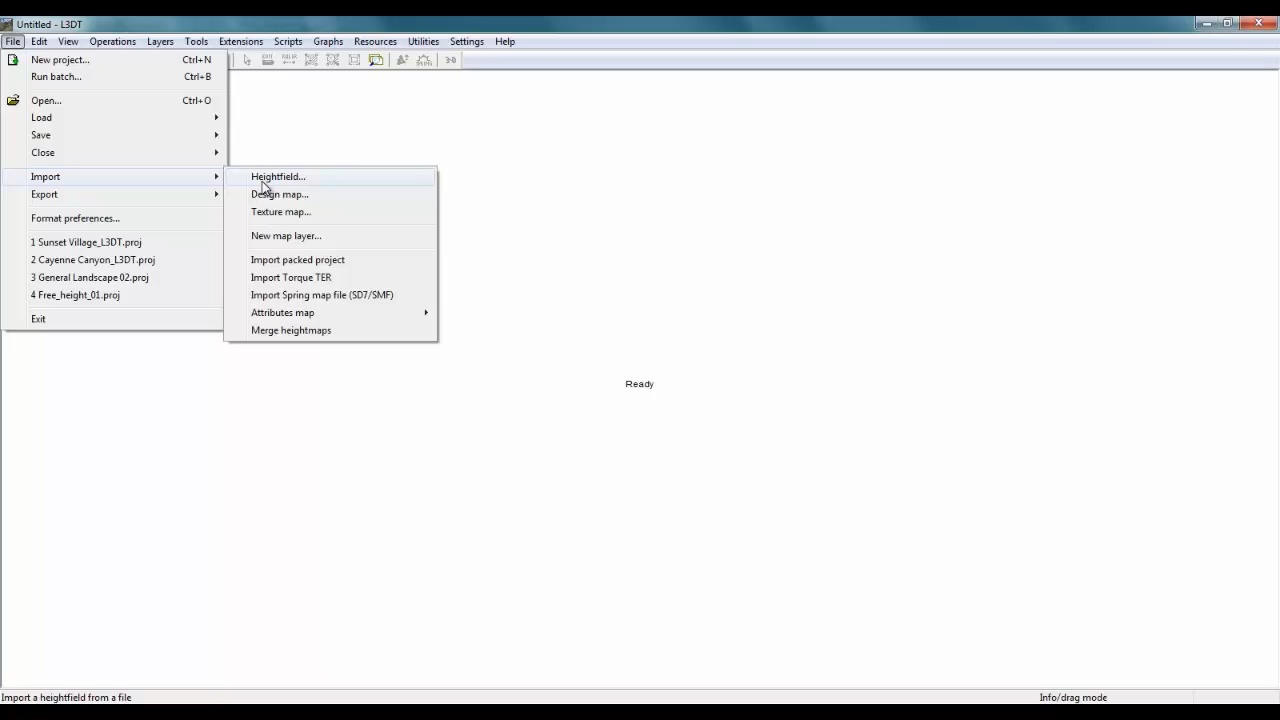 Untitled - L3DT
File Edit View Operations Layers Tools Extensions Scripts Graphs Resources Utilities Settings Help
New project... Ctrl+N
Run batch... Ctrl+B
Open... Ctrl+O
Load
Save
Close
Import
Export
Format preferences...
1 Sunset Village_L3DT.proj
2 Cayenne Canyon_L3DT.proj
3 General Landscape 02.proj
4 Free_height_01.proj
Exit
Heightfield...
Design map...
Texture map...
New map layer...
Import packed project
Import Torque TER
Import Spring map file (SD7/SMF)
Attributes map
Merge heightmaps
3-D
Ready
Import a heightfield from a file
Info/drag mode